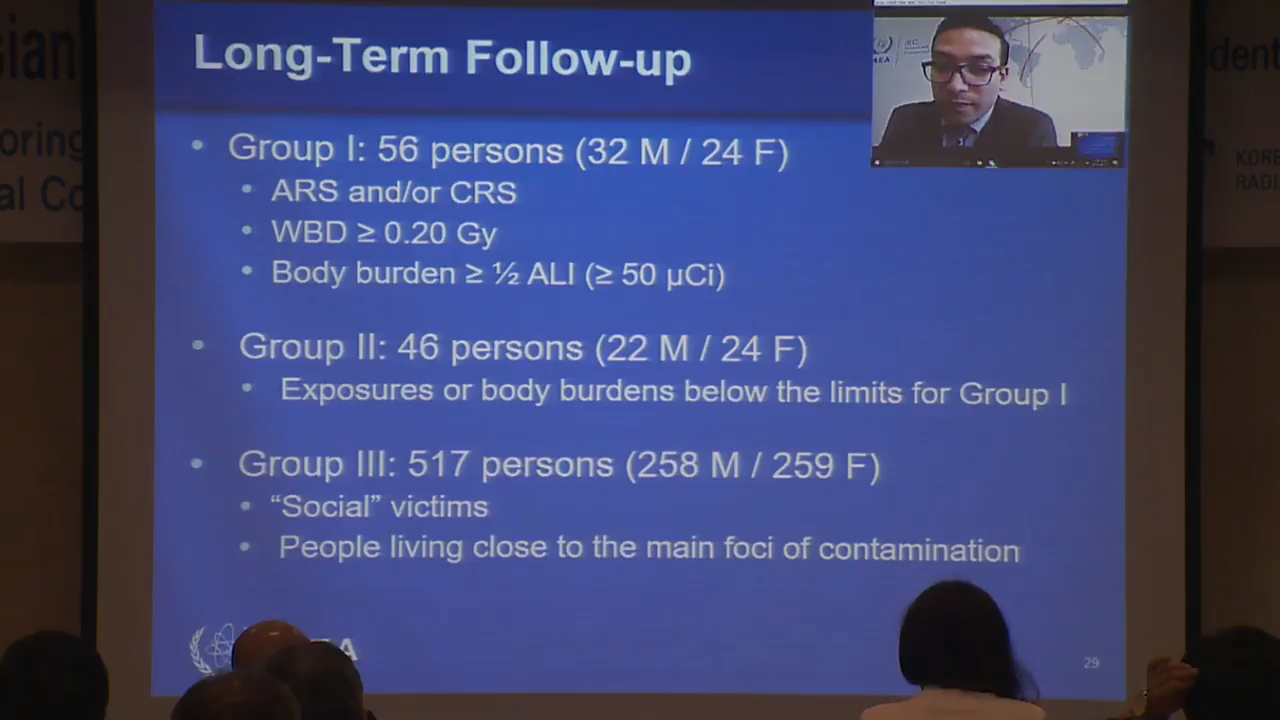 Long-Term Follow-up
• Group I: 56 persons (32 M / 24 F)
• ARS and/or CRS
• WBD ≥ 0.20 Gy
• Body burden ≥ ½ ALI (≥ 50 µCi)
• Group II: 46 persons (22 M / 24 F)
• Exposures or body burdens below the limits for Group I
• Group III: 517 persons (258 M / 259 F)
• “Social” victims
• People living close to the main foci of contamination
29